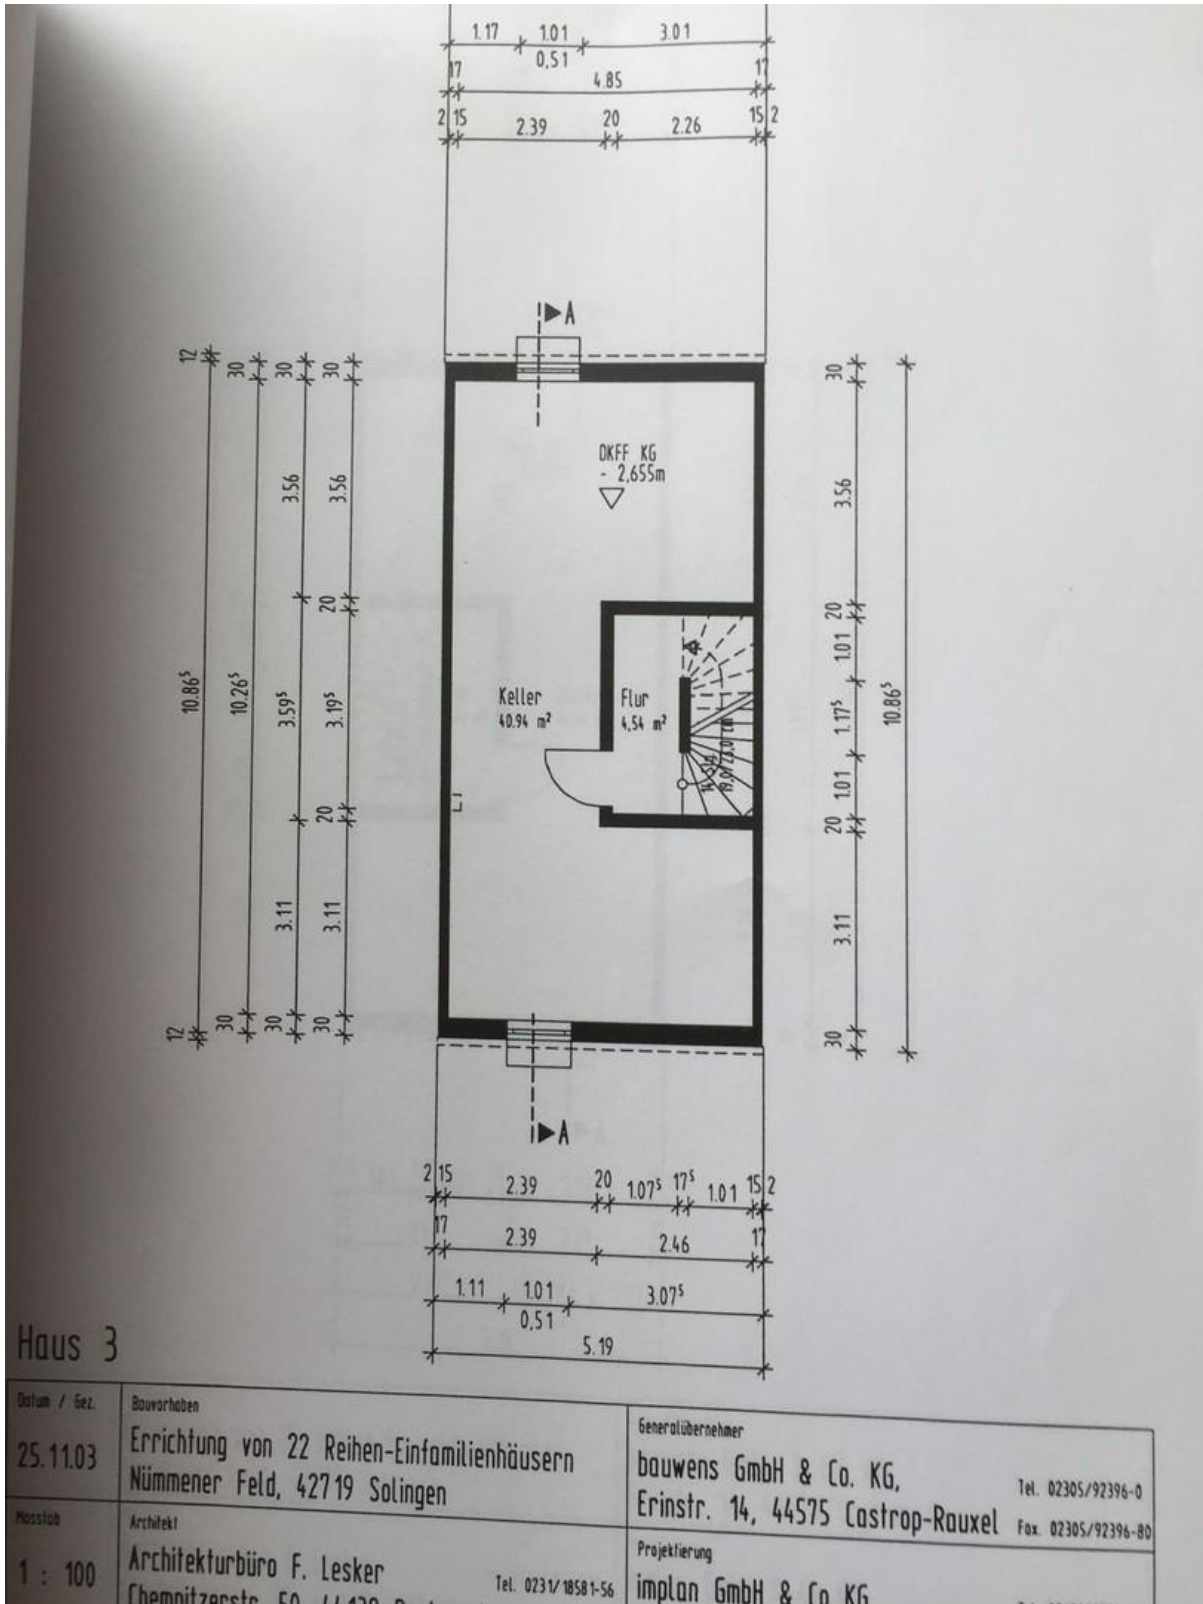 1.17 1.01 3.01
0,51
17 4.85 17
2 15 2.39 20 2.26 15 2
A
12 30 30 30 30
OKFF KG
- 2,655m
3.56 3.56 3.56
20 20
1.01
10.86⁵ 10.26⁵ 3.59⁵ 3.19⁵ 1.17⁵ 10.86⁵
Keller Flur
40.94 m² 4,54 m²
19,0/23,0 cm
1.01
20 20
3.11 3.11 3.11
12 30 30 30 30
A
2 15 2.39 20 1.07⁵ 17⁵ 1.01 15 2
17 2.39 2.46 17
1.11 1.01 3.07⁵
0,51
5.19
Haus 3
Datum / Gez.
25.11.03
Bauvorhaben
Errichtung von 22 Reihen-Einfamilienhäusern
Nümmener Feld, 42719 Solingen
Generalübernehmer
bauwens GmbH & Co. KG,
Erinstr. 14, 44575 Castrop-Rauxel
Tel. 02305/92396-0
Fax. 02305/92396-80
Massstab
1 : 100
Architekt
Architekturbüro F. Lesker
Tel. 0231/18581-56
Projektierung
implan GmbH & Co KG